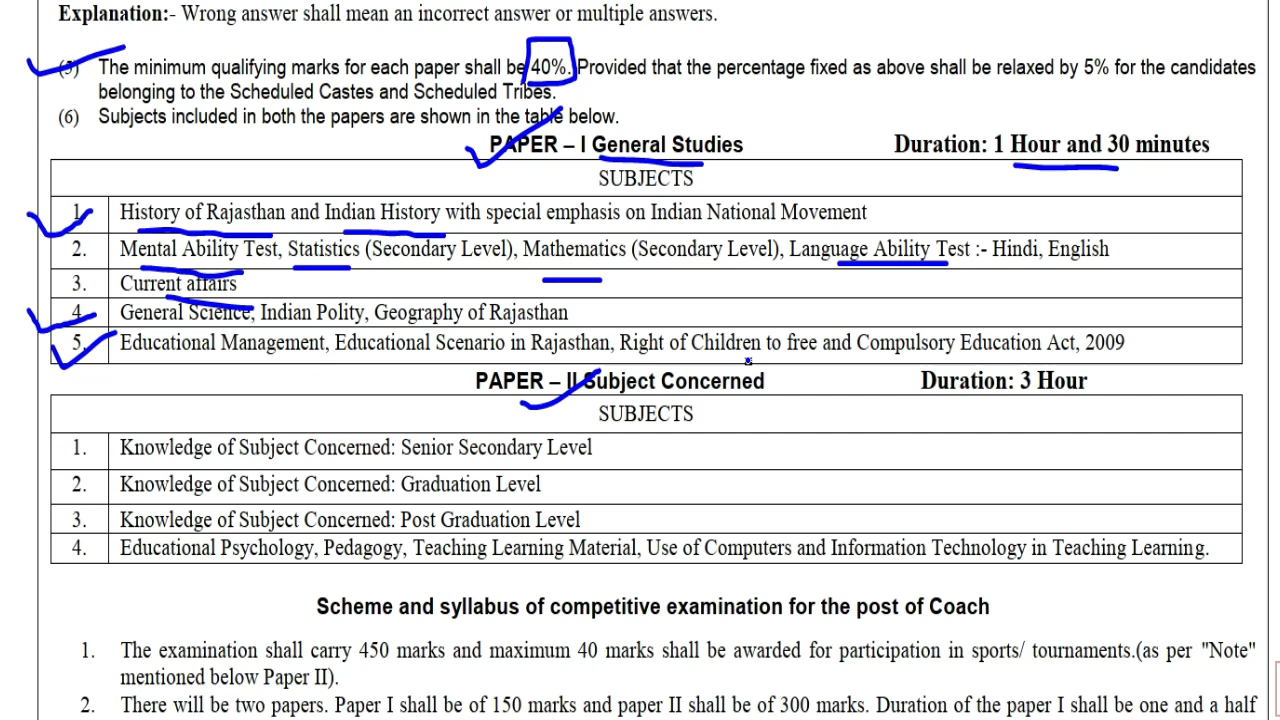 Explanation:- Wrong answer shall mean an incorrect answer or multiple answers.
(5) The minimum qualifying marks for each paper shall be 40%. Provided that the percentage fixed as above shall be relaxed by 5% for the candidates
belonging to the Scheduled Castes and Scheduled Tribes.
(6) Subjects included in both the papers are shown in the table below.
PAPER – I General Studies Duration: 1 Hour and 30 minutes
SUBJECTS
1. History of Rajasthan and Indian History with special emphasis on Indian National Movement
2. Mental Ability Test, Statistics (Secondary Level), Mathematics (Secondary Level), Language Ability Test :- Hindi, English
3. Current affairs
4. General Science, Indian Polity, Geography of Rajasthan
5. Educational Management, Educational Scenario in Rajasthan, Right of Children to free and Compulsory Education Act, 2009
PAPER – II Subject Concerned Duration: 3 Hour
SUBJECTS
1. Knowledge of Subject Concerned: Senior Secondary Level
2. Knowledge of Subject Concerned: Graduation Level
3. Knowledge of Subject Concerned: Post Graduation Level
4. Educational Psychology, Pedagogy, Teaching Learning Material, Use of Computers and Information Technology in Teaching Learning.
Scheme and syllabus of competitive examination for the post of Coach
1. The examination shall carry 450 marks and maximum 40 marks shall be awarded for participation in sports/ tournaments.(as per "Note"
mentioned below Paper II).
2. There will be two papers. Paper I shall be of 150 marks and paper II shall be of 300 marks. Duration of the paper I shall be one and a half